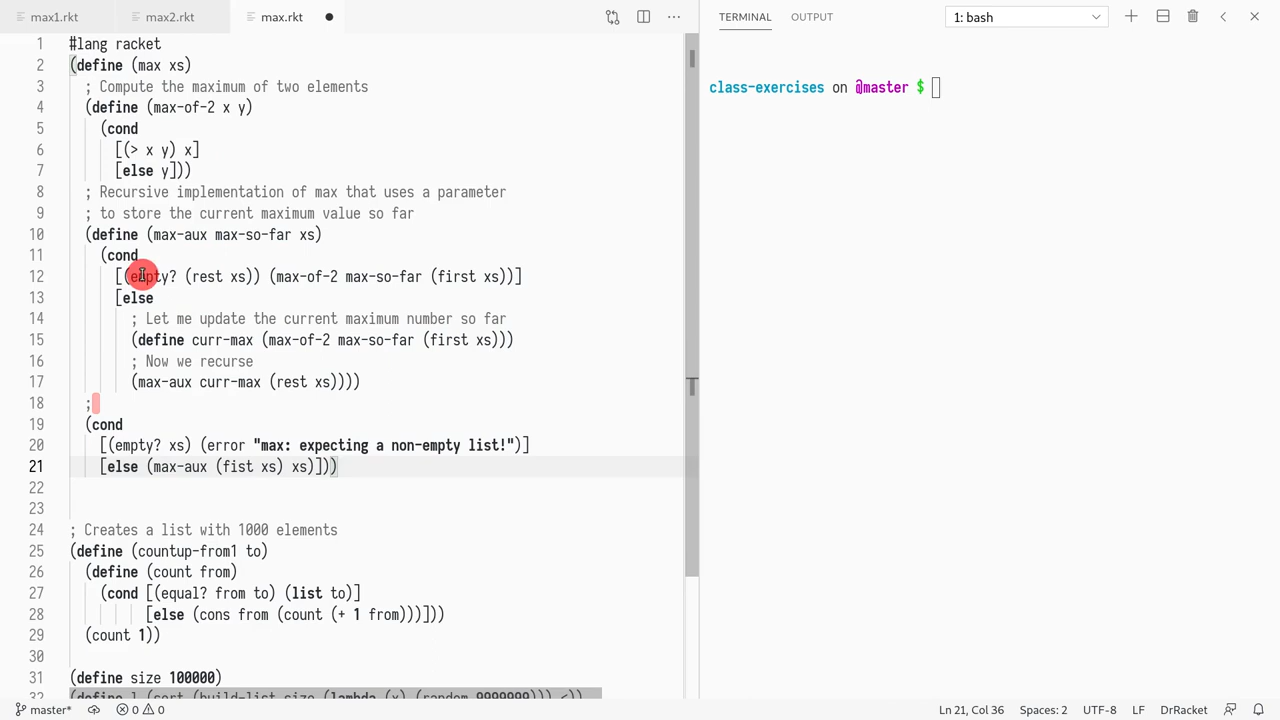 max1.rkt max2.rkt max.rkt
TERMINAL OUTPUT 1: bash
1 #lang racket
2 (define (max xs)
3 ; Compute the maximum of two elements
4 (define (max-of-2 x y)
5 (cond
6 [(> x y) x]
7 [else y]))
8 ; Recursive implementation of max that uses a parameter
9 ; to store the current maximum value so far
10 (define (max-aux max-so-far xs)
11 (cond
12 [(empty? (rest xs)) (max-of-2 max-so-far (first xs))]
13 [else
14 ; Let me update the current maximum number so far
15 (define curr-max (max-of-2 max-so-far (first xs)))
16 ; Now we recurse
17 (max-aux curr-max (rest xs))))
18 ;
19 (cond
20 [(empty? xs) (error "max: expecting a non-empty list!")]
21 [else (max-aux (fist xs) xs)]))
22
23
24 ; Creates a list with 1000 elements
25 (define (countup-from1 to)
26 (define (count from)
27 (cond [(equal? from to) (list to)]
28 [else (cons from (count (+ 1 from)))]))
29 (count 1))
30
31 (define size 100000)
32 (define l (sort (build-list size (lambda (x) (random 9999999))) <))
class-exercises on @master $
master* 0 0 Ln 21, Col 36 Spaces: 2 UTF-8 LF DrRacket